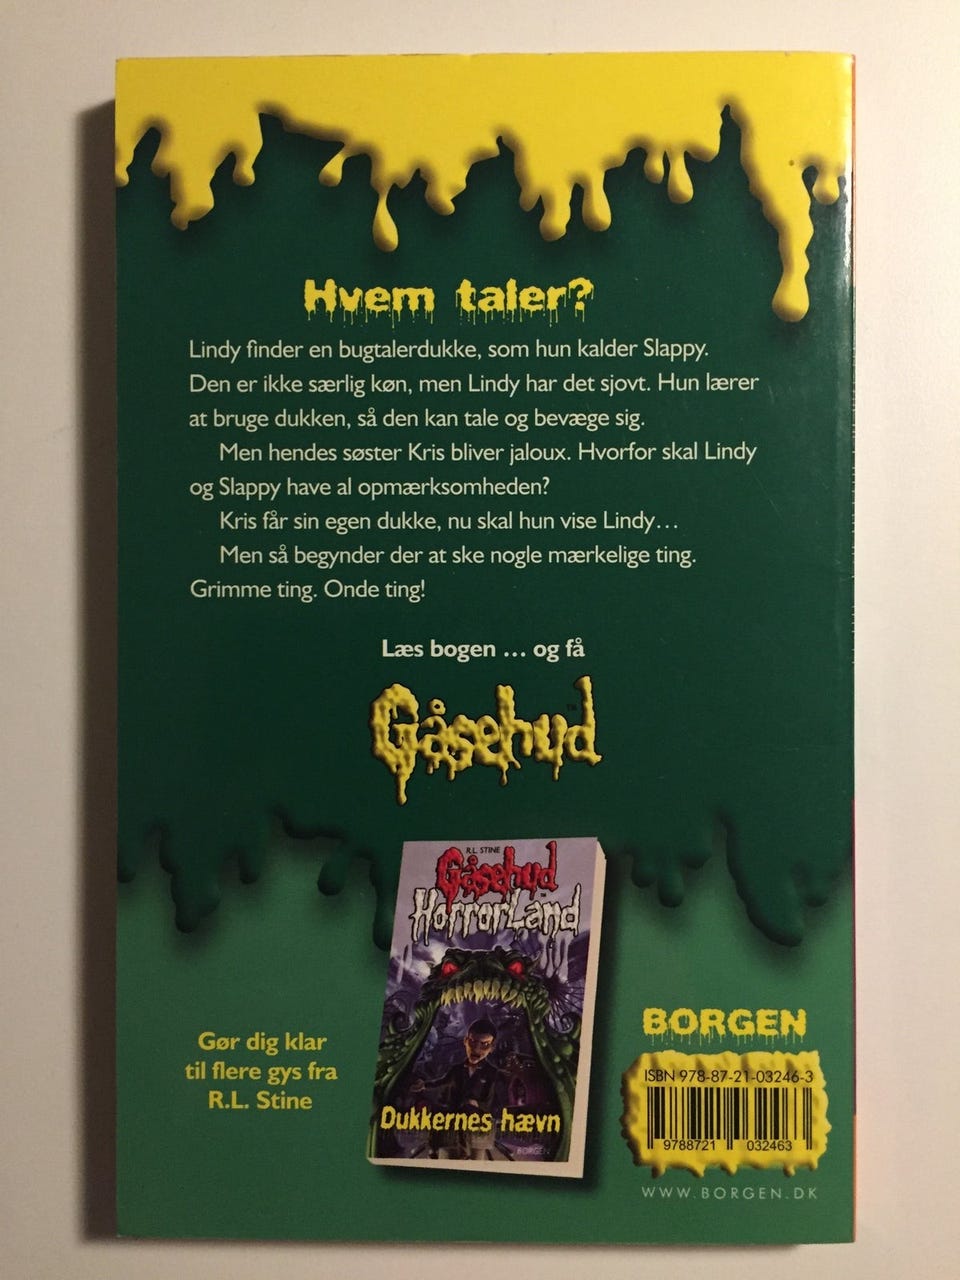 Hvem taler?
Lindy finder en bugtalerdukke, som hun kalder Slappy.
Den er ikke særlig køn, men Lindy har det sjovt. Hun lærer
at bruge dukken, så den kan tale og bevæge sig.
Men hendes søster Kris bliver jaloux. Hvorfor skal Lindy
og Slappy have al opmærksomheden?
Kris får sin egen dukke, nu skal hun vise Lindy…
Men så begynder der at ske nogle mærkelige ting.
Grimme ting. Onde ting!
Læs bogen … og få
Gåsehud™
R.L. STINE
Gåsehud
HorrorLand
Dukkernes hævn
BORGEN
Gør dig klar
til flere gys fra
R.L. Stine
BORGEN
ISBN 978-87-21-03246-3
9788721 032463
WWW.BORGEN.DK